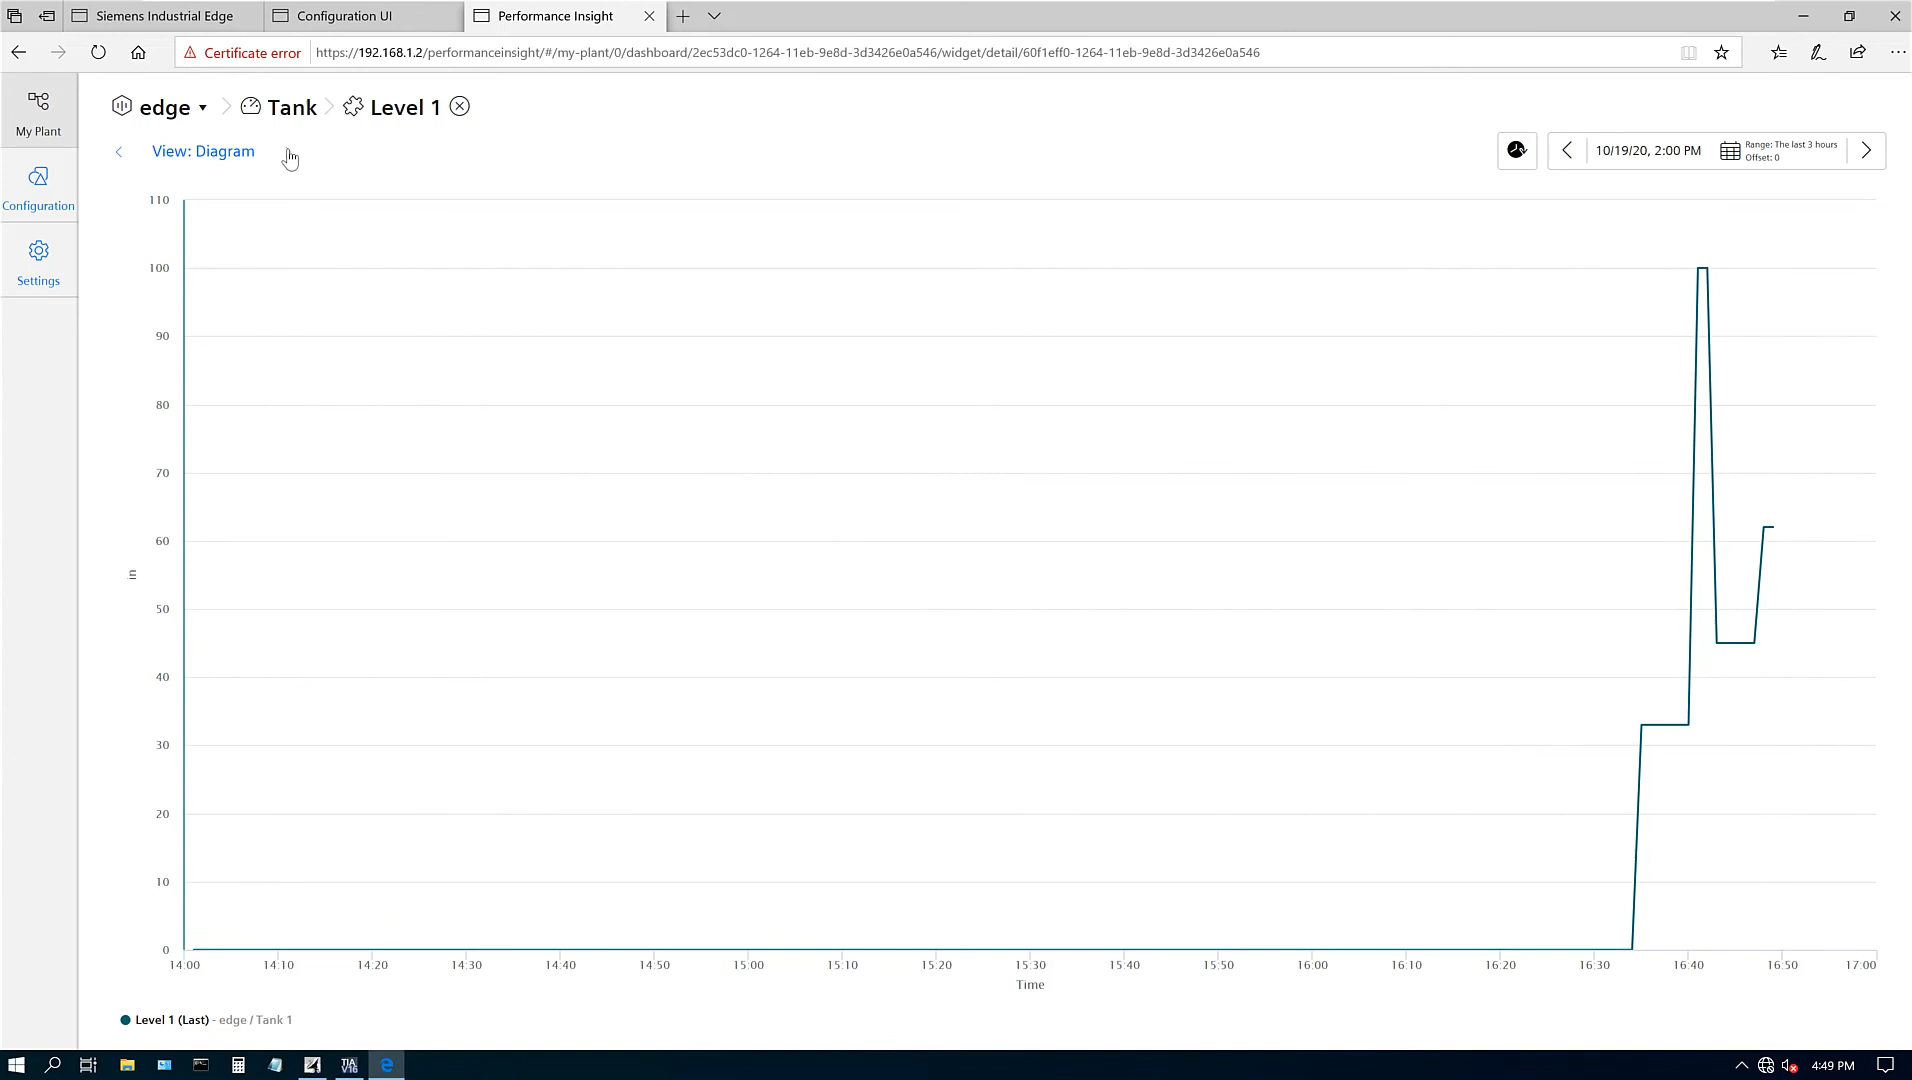 Siemens Industrial Edge
Configuration UI
Performance Insight
Certificate error
https://192.168.1.2/performanceinsight/#/my-plant/0/dashboard/2ec53dc0-1264-11eb-9e8d-3d3426e0a546/widget/detail/60f1eff0-1264-11eb-9e8d-3d3426e0a546
My Plant
Configuration
Settings
edge
Tank
Level 1
View: Diagram
10/19/20, 2:00 PM
Range: The last 3 hours
Offset: 0
110
100
90
80
70
60
50
40
30
20
10
0
in
14:00 14:10 14:20 14:30 14:40 14:50 15:00 15:10 15:20 15:30 15:40 15:50 16:00 16:10 16:20 16:30 16:40 16:50 17:00
Time
Level 1 (Last) - edge / Tank 1
TIA
V16
4:49 PM